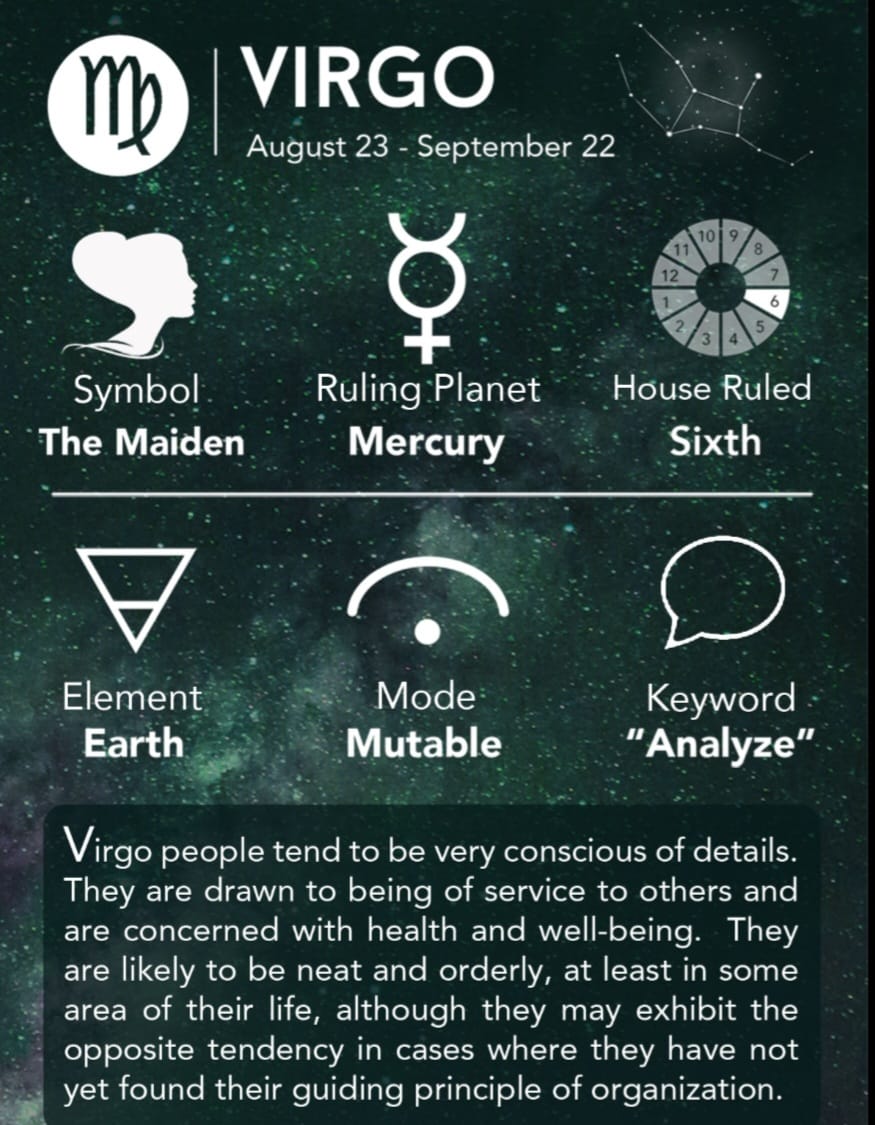 VIRGO
August 23 - September 22
10 9
11 8
12 7
1 6
2 5
3 4
Symbol Ruling Planet House Ruled
The Maiden Mercury Sixth
Element Mode Keyword
Earth Mutable "Analyze"
Virgo people tend to be very conscious of details.
They are drawn to being of service to others and
are concerned with health and well-being. They
are likely to be neat and orderly, at least in some
area of their life, although they may exhibit the
opposite tendency in cases where they have not
yet found their guiding principle of organization.